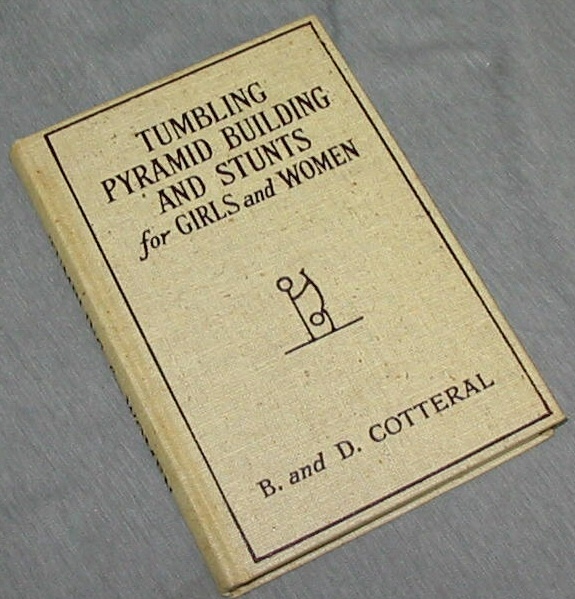 TUMBLING
PYRAMID BUILDING
AND STUNTS
for GIRLS and WOMEN
B. and D. COTTERAL